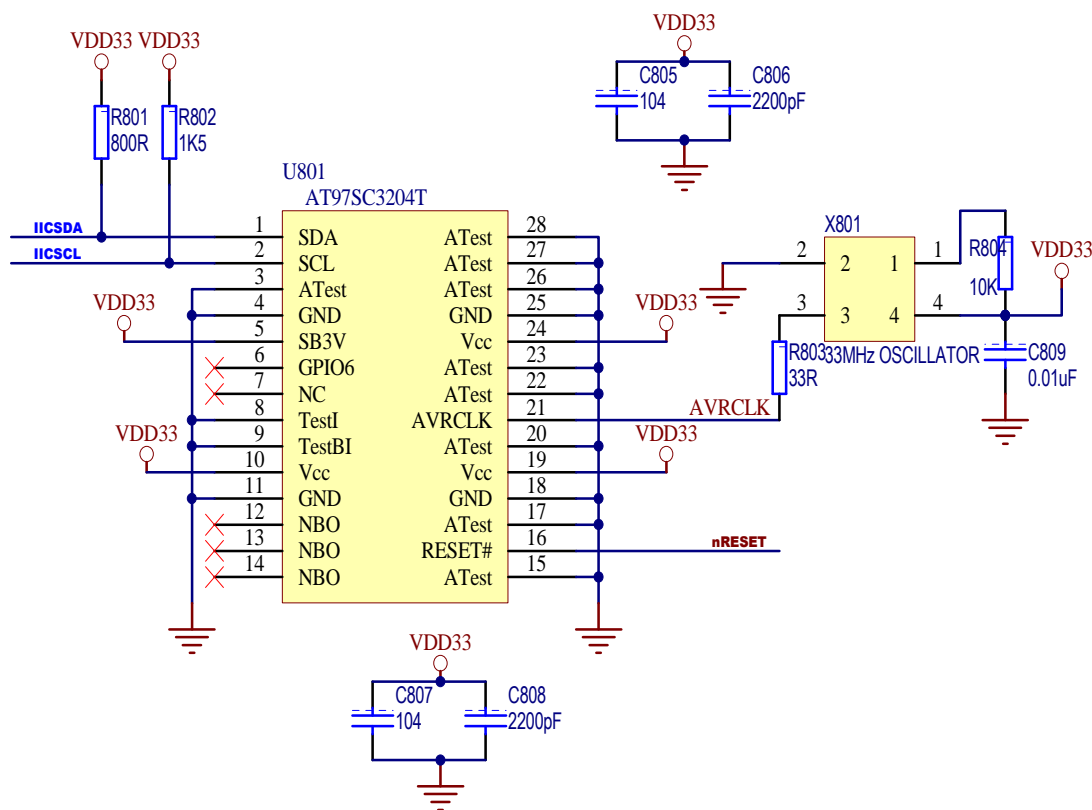 VDD33 VDD33
VDD33
R801
800R
R802
1K5
C805
104
C806
2200pF
U801
AT97SC3204T
IICSDA
IICSCL
1 SDA ATest 28
2 SCL ATest 27
3 ATest ATest 26
4 GND GND 25
5 SB3V Vcc 24
6 GPIO6 ATest 23
7 NC ATest 22
8 TestI AVRCLK 21
9 TestBI ATest 20
10 Vcc Vcc 19
11 GND GND 18
12 NBO ATest 17
13 NBO RESET# 16
14 NBO ATest 15
VDD33
VDD33
VDD33
VDD33
AVRCLK
nRESET
X801
2 2 1 1
3 3 4 4
33MHz OSCILLATOR
R803
33R
R804
10K
VDD33
C809
0.01uF
VDD33
C807
104
C808
2200pF